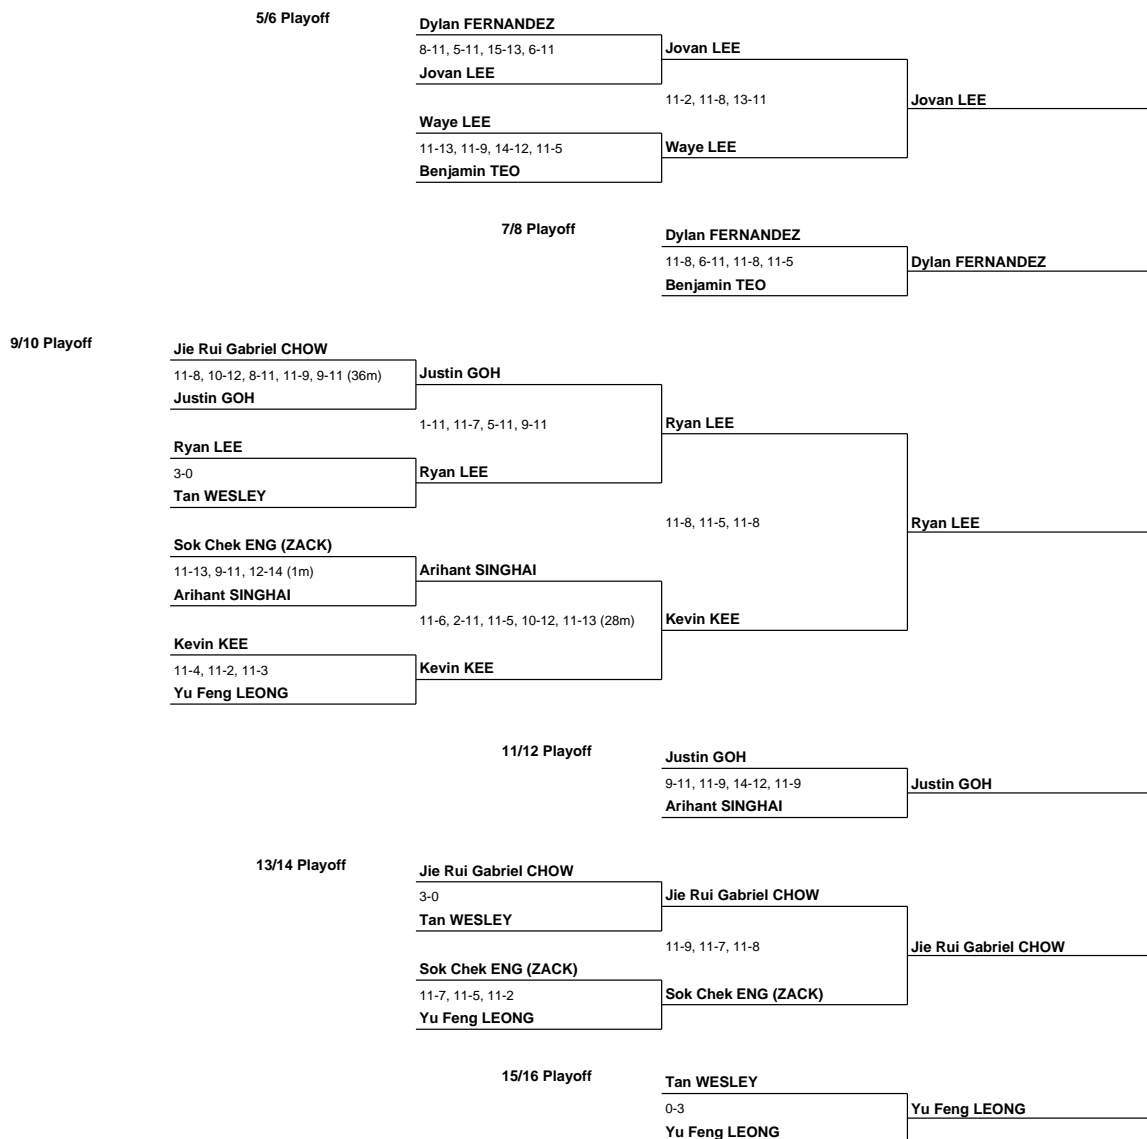 5/6 Playoff
Dylan FERNANDEZ
8-11, 5-11, 15-13, 6-11
Jovan LEE
Jovan LEE
11-2, 11-8, 13-11
Jovan LEE
Waye LEE
11-13, 11-9, 14-12, 11-5
Waye LEE
Benjamin TEO
7/8 Playoff
Dylan FERNANDEZ
11-8, 6-11, 11-8, 11-5
Dylan FERNANDEZ
Benjamin TEO
9/10 Playoff
Jie Rui Gabriel CHOW
11-8, 10-12, 8-11, 11-9, 9-11 (36m)
Justin GOH
Justin GOH
1-11, 11-7, 5-11, 9-11
Ryan LEE
Ryan LEE
3-0
Ryan LEE
Tan WESLEY
11-8, 11-5, 11-8
Ryan LEE
Sok Chek ENG (ZACK)
11-13, 9-11, 12-14 (1m)
Arihant SINGHAI
Arihant SINGHAI
11-6, 2-11, 11-5, 10-12, 11-13 (28m)
Kevin KEE
Kevin KEE
11-4, 11-2, 11-3
Kevin KEE
Yu Feng LEONG
11/12 Playoff
Justin GOH
9-11, 11-9, 14-12, 11-9
Justin GOH
Arihant SINGHAI
13/14 Playoff
Jie Rui Gabriel CHOW
3-0
Jie Rui Gabriel CHOW
Tan WESLEY
11-9, 11-7, 11-8
Jie Rui Gabriel CHOW
Sok Chek ENG (ZACK)
11-7, 11-5, 11-2
Sok Chek ENG (ZACK)
Yu Feng LEONG
15/16 Playoff
Tan WESLEY
0-3
Yu Feng LEONG
Yu Feng LEONG